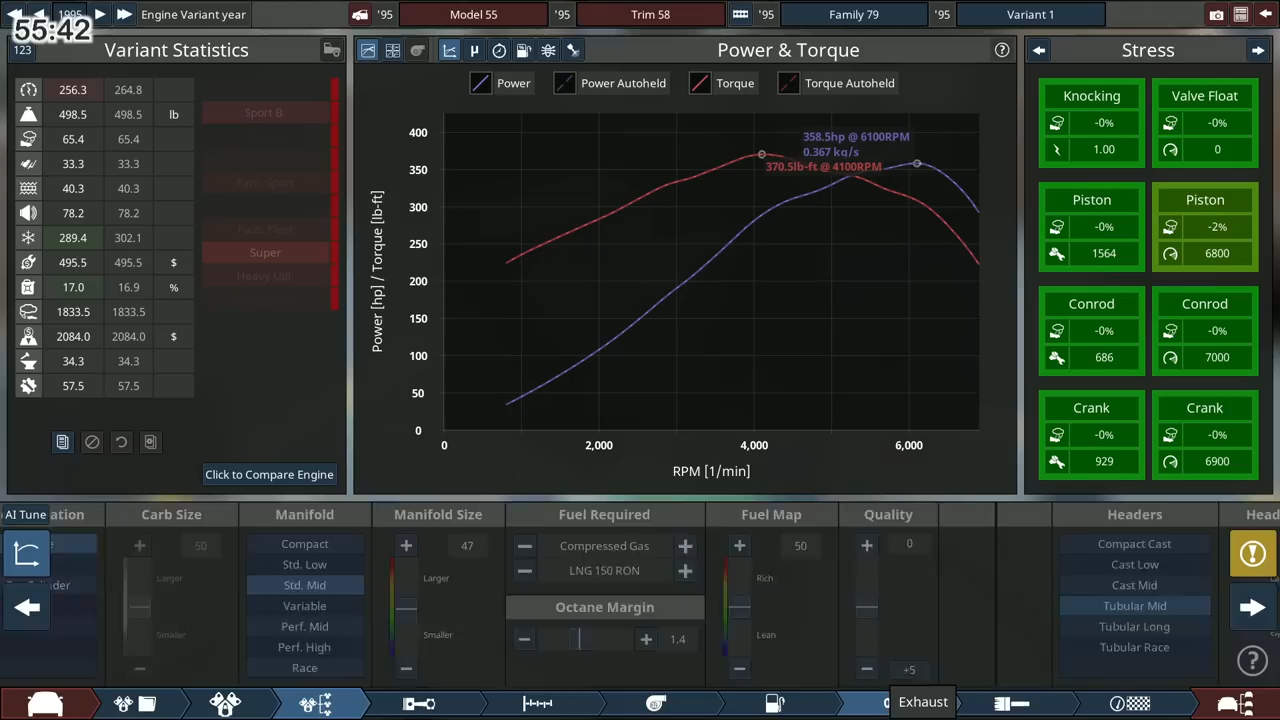 1995 Engine Variant year '95 Model 55 '95 Trim 58 '95 Family 79 '95 Variant 1
55:42
123 Variant Statistics
256.3 264.8
498.5 498.5 lb
65.4 65.4
33.3 33.3
40.3 40.3
78.2 78.2
289.4 302.1
495.5 495.5 $
17.0 16.9 %
1833.5 1833.5
2084.0 2084.0 $
34.3 34.3
57.5 57.5
Sport B
Fam. Sport
Super
Heavy Util
Click to Compare Engine
µ Power & Torque ?
Power Power Autoheld Torque Torque Autoheld
358.5hp @ 6100RPM
0.367 kg/s
370.5lb-ft @ 4100RPM
Power [hp] / Torque [lb-ft]
400
350
300
250
200
150
100
50
0
0 2,000 4,000 6,000
RPM [1/min]
Stress
Knocking Valve Float
-0% -0%
1.00 0
Piston Piston
-0% -2%
1564 6800
Conrod Conrod
-0% -0%
686 7000
Crank Crank
-0% -0%
929 6900
AI Tune
ation
Carb Size
50
Larger
Smaller
Manifold
Compact
Std. Low
Std. Mid
Variable
Perf. Mid
Perf. High
Race
Manifold Size
47
Larger
Smaller
Fuel Required
Compressed Gas
LNG 150 RON
Octane Margin
1.4
Fuel Map
50
Rich
Lean
Quality
0
+5
Headers
Compact Cast
Cast Low
Cast Mid
Tubular Mid
Tubular Long
Tubular Race
Head
?
Exhaust